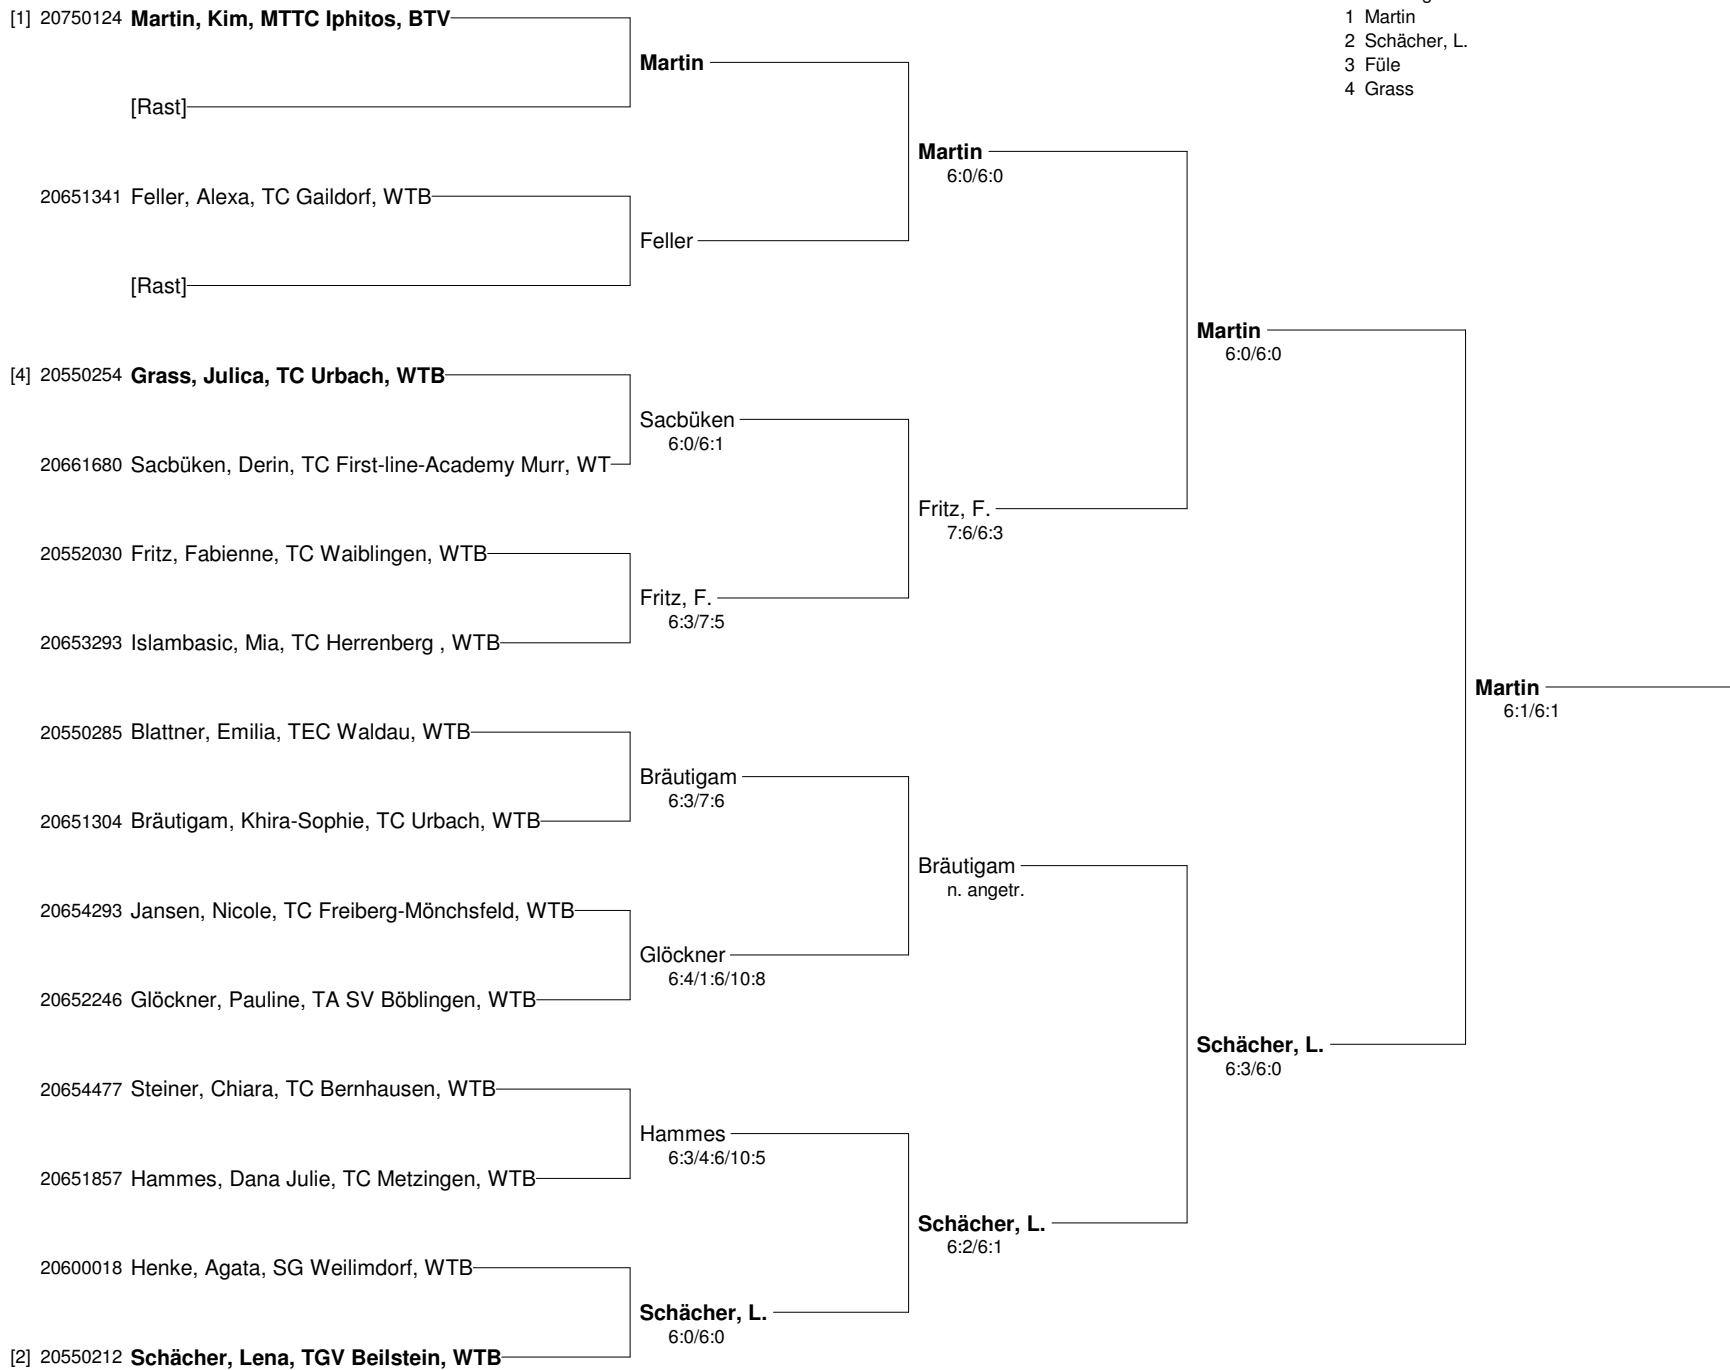 [1] 20750124 Martin, Kim, MTTC Iphitos, BTV
1 Martin
2 Schächer, L.
3 Füle
4 Grass
Martin
[Rast]
Martin
6:0/6:0
20651341 Feller, Alexa, TC Gaildorf, WTB
Feller
[Rast]
Martin
6:0/6:0
[4] 20550254 Grass, Julica, TC Urbach, WTB
Sacbüken
6:0/6:1
20661680 Sacbüken, Derin, TC First-line-Academy Murr, WT
Fritz, F.
7:6/6:3
20552030 Fritz, Fabienne, TC Waiblingen, WTB
Fritz, F.
6:3/7:5
20653293 Islambasic, Mia, TC Herrenberg , WTB
Martin
6:1/6:1
20550285 Blattner, Emilia, TEC Waldau, WTB
Bräutigam
6:3/7:6
20651304 Bräutigam, Khira-Sophie, TC Urbach, WTB
Bräutigam
n. angetr.
20654293 Jansen, Nicole, TC Freiberg-Mönchsfeld, WTB
Glöckner
6:4/1:6/10:8
20652246 Glöckner, Pauline, TA SV Böblingen, WTB
Schächer, L.
6:3/6:0
20654477 Steiner, Chiara, TC Bernhausen, WTB
Hammes
6:3/4:6/10:5
20651857 Hammes, Dana Julie, TC Metzingen, WTB
Schächer, L.
6:2/6:1
20600018 Henke, Agata, SG Weilimdorf, WTB
Schächer, L.
6:0/6:0
[2] 20550212 Schächer, Lena, TGV Beilstein, WTB